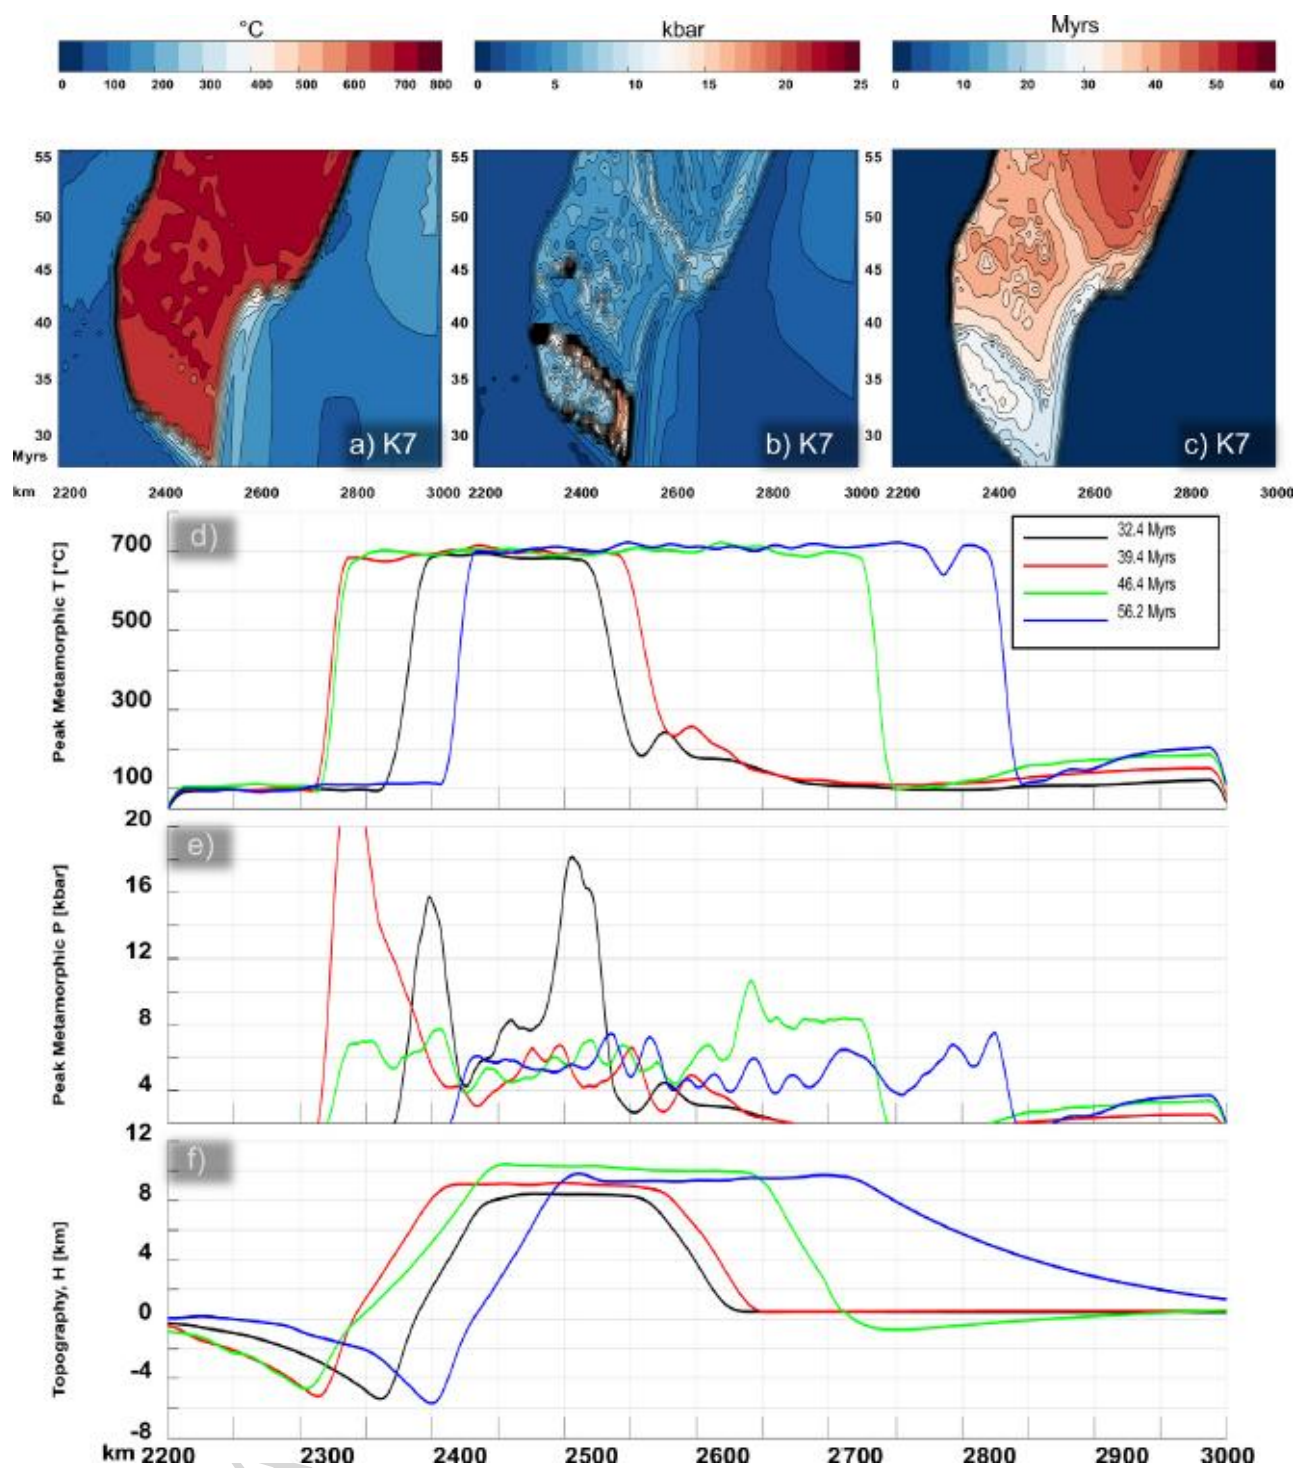 °C kbar Myrs
0 100 200 300 400 500 600 700 800 0 5 10 15 20 25 0 10 20 30 40 50 60
55 55 55
50 50 50
45 45 45
40 40 40
35 35 35
30 30 30
a) K7 b) K7 c) K7
Myrs
km 2200 2400 2600 2800 3000 2200 2400 2600 2800 3000 2200 2400 2600 2800 3000
d)
Peak Metamorphic T [°C]
700
500
300
100
32.4 Myrs
39.4 Myrs
46.4 Myrs
56.2 Myrs
e)
Peak Metamorphic P [kbar]
20
16
12
8
4
f)
Topography, H [km]
12
8
4
0
-4
-8
km 2200 2300 2400 2500 2600 2700 2800 2900 3000